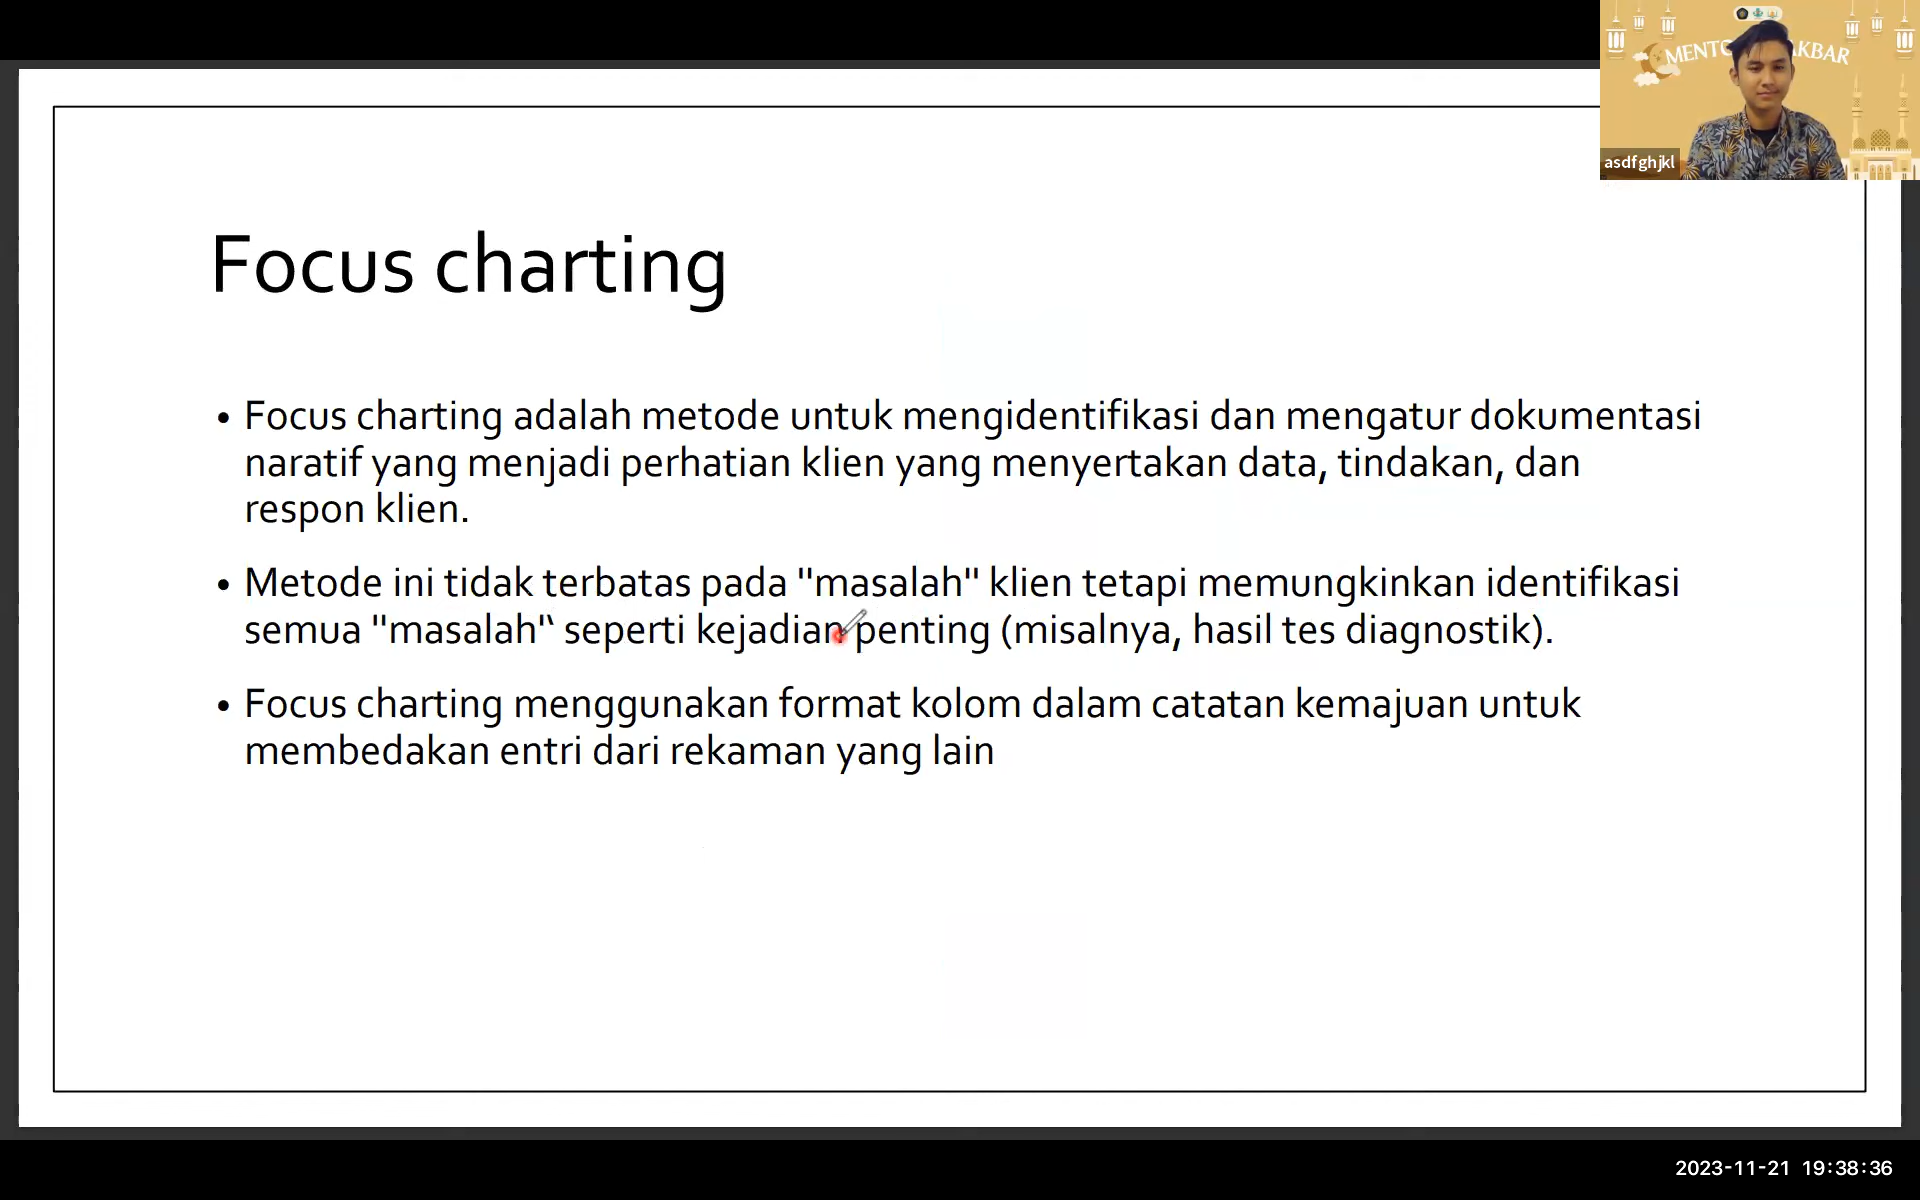 MENTO AKBAR
asdfghjkl
Focus charting
• Focus charting adalah metode untuk mengidentifikasi dan mengatur dokumentasi
naratif yang menjadi perhatian klien yang menyertakan data, tindakan, dan
respon klien.
• Metode ini tidak terbatas pada "masalah" klien tetapi memungkinkan identifikasi
semua "masalah“ seperti kejadian penting (misalnya, hasil tes diagnostik).
• Focus charting menggunakan format kolom dalam catatan kemajuan untuk
membedakan entri dari rekaman yang lain
2023-11-21 19:38:36